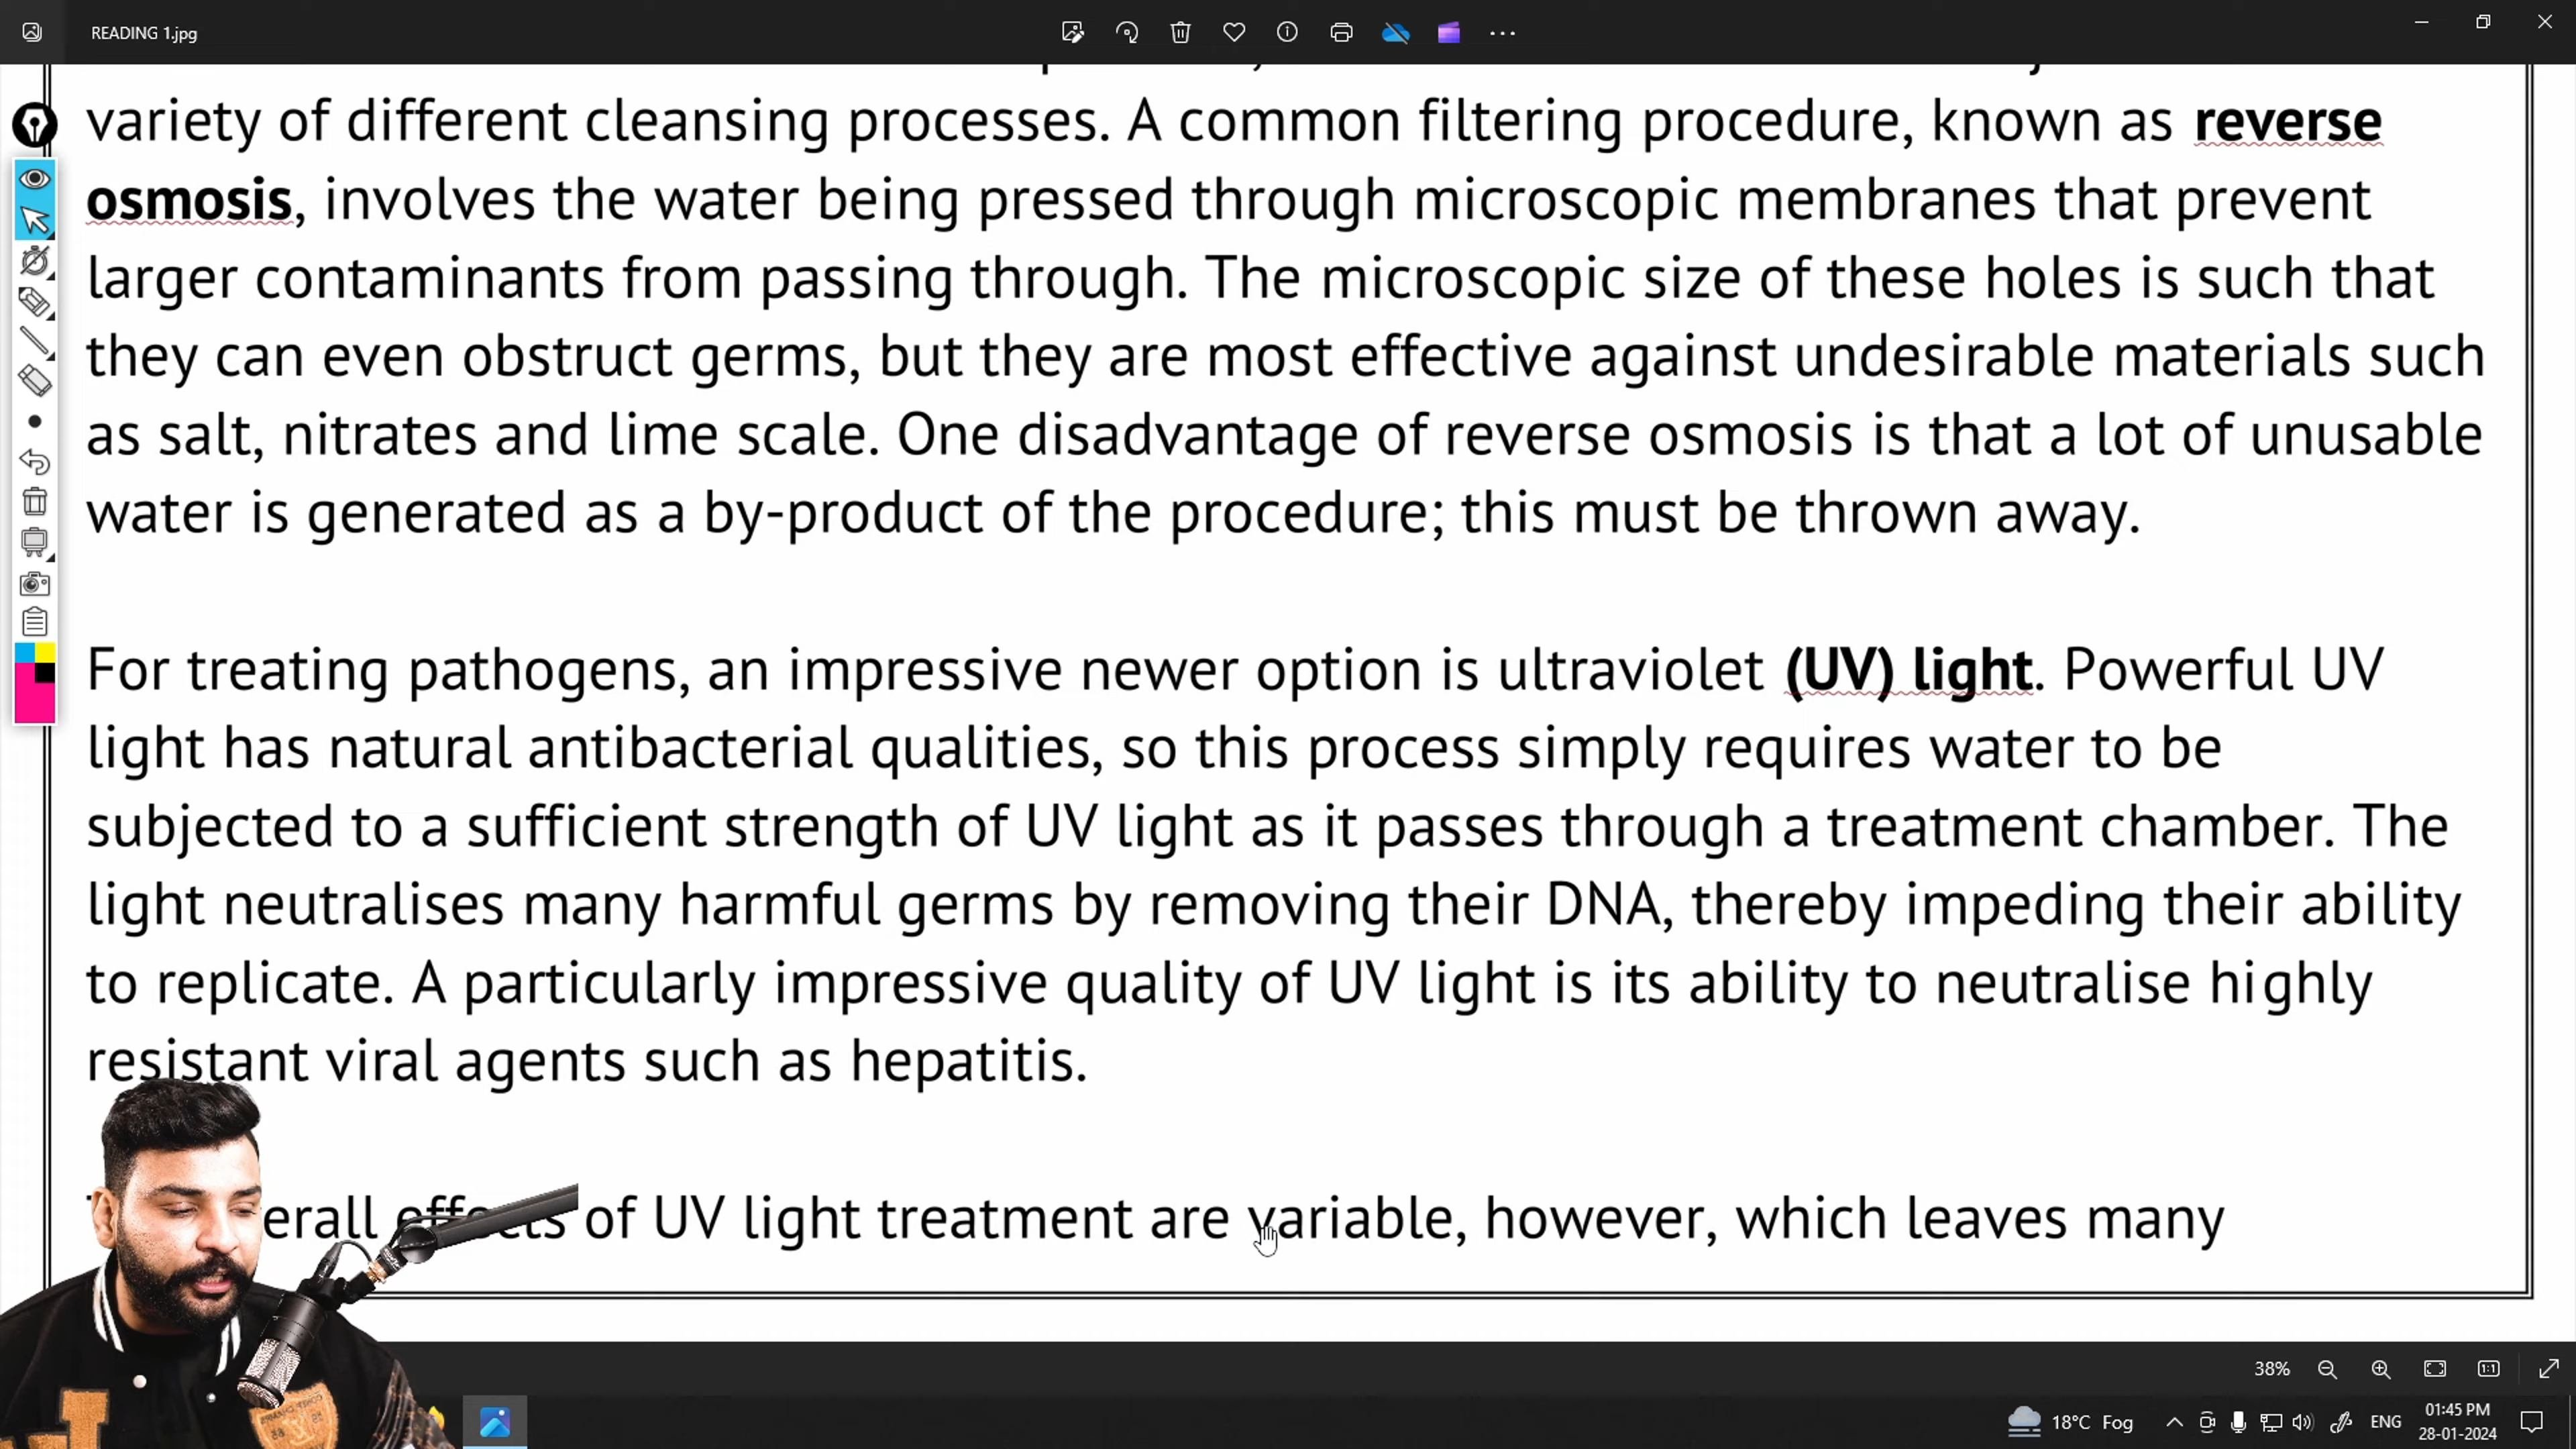 READING 1.jpg
variety of different cleansing processes. A common filtering procedure, known as reverse
osmosis, involves the water being pressed through microscopic membranes that prevent
larger contaminants from passing through. The microscopic size of these holes is such that
they can even obstruct germs, but they are most effective against undesirable materials such
as salt, nitrates and lime scale. One disadvantage of reverse osmosis is that a lot of unusable
water is generated as a by-product of the procedure; this must be thrown away.
For treating pathogens, an impressive newer option is ultraviolet (UV) light. Powerful UV
light has natural antibacterial qualities, so this process simply requires water to be
subjected to a sufficient strength of UV light as it passes through a treatment chamber. The
light neutralises many harmful germs by removing their DNA, thereby impeding their ability
to replicate. A particularly impressive quality of UV light is its ability to neutralise highly
resistant viral agents such as hepatitis.
effects of UV light treatment are variable, however, which leaves many
38%
18°C Fog
ENG
01:45 PM
28-01-2024